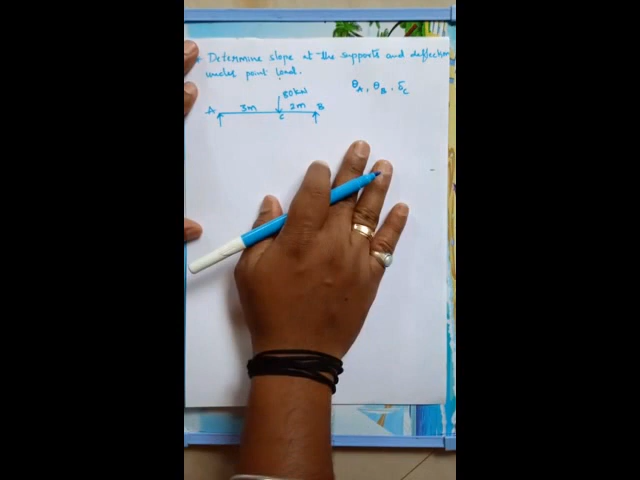 * Determine slope at the supports and deflection
under point load.
θA, θB, δC
80kN
A 3m 2m B
C